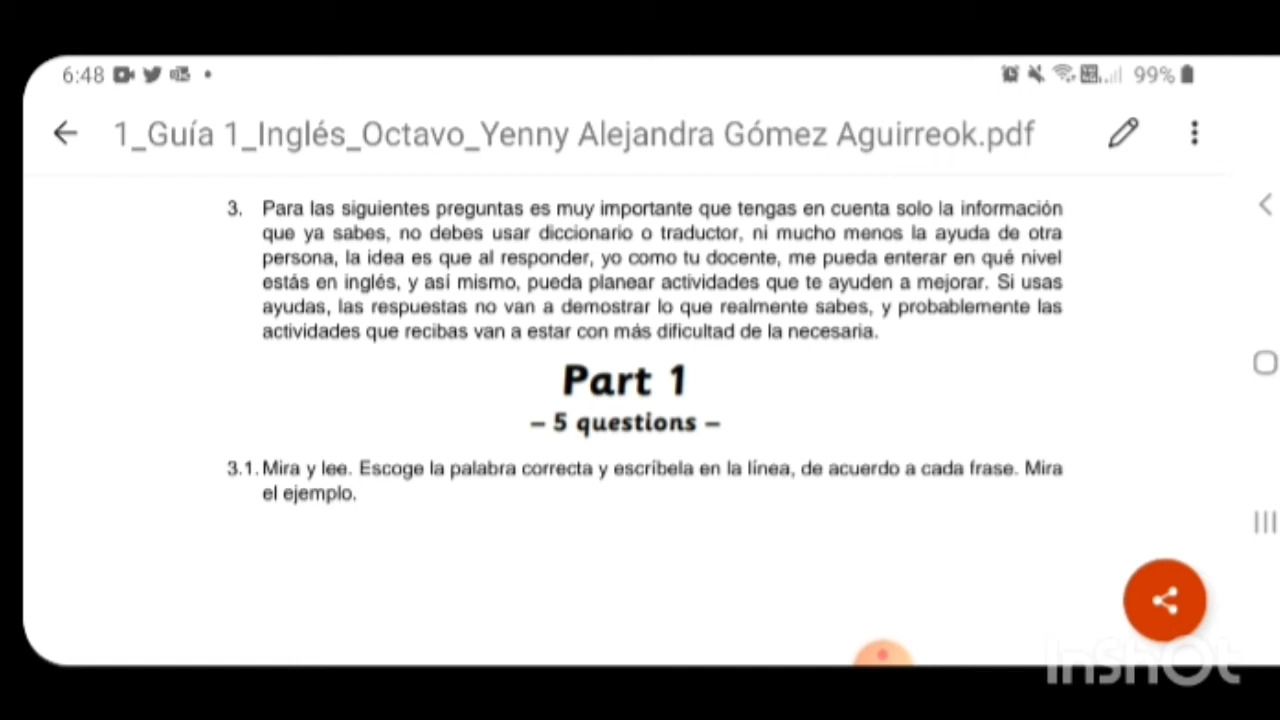 6:48
99%
1_Guía 1_Inglés_Octavo_Yenny Alejandra Gómez Aguirreok.pdf
3. Para las siguientes preguntas es muy importante que tengas en cuenta solo la información
que ya sabes, no debes usar diccionario o traductor, ni mucho menos la ayuda de otra
persona, la idea es que al responder, yo como tu docente, me pueda enterar en qué nivel
estás en inglés, y así mismo, pueda planear actividades que te ayuden a mejorar. Si usas
ayudas, las respuestas no van a demostrar lo que realmente sabes, y probablemente las
actividades que recibas van a estar con más dificultad de la necesaria.
Part 1
– 5 questions –
3.1. Mira y lee. Escoge la palabra correcta y escríbela en la línea, de acuerdo a cada frase. Mira
el ejemplo.
InShOt